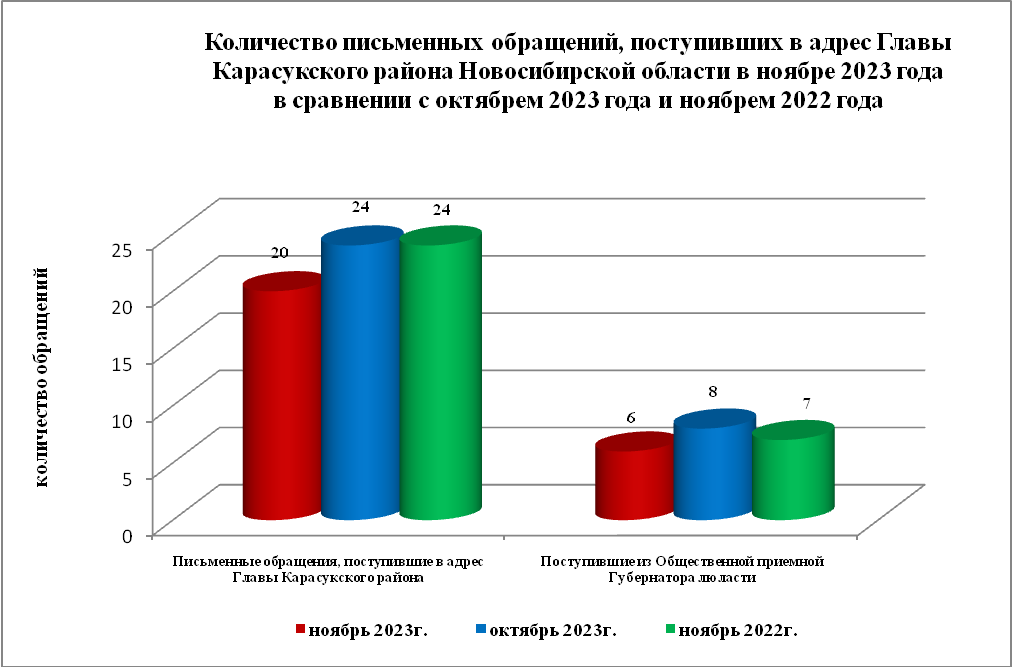 Количество письменных обращений, поступивших в адрес Главы
Карасукского района Новосибирской области в ноябре 2023 года
в сравнении с октябрем 2023 года и ноябрем 2022 года
количество обращений
25
20
15
10
5
0
20
24
24
6
8
7
Письменные обращения, поступившие в адрес
Главы Карасукского района
Поступившие из Общественной приемной
Губернатора люласти
ноябрь 2023г.
октябрь 2023г.
ноябрь 2022г.